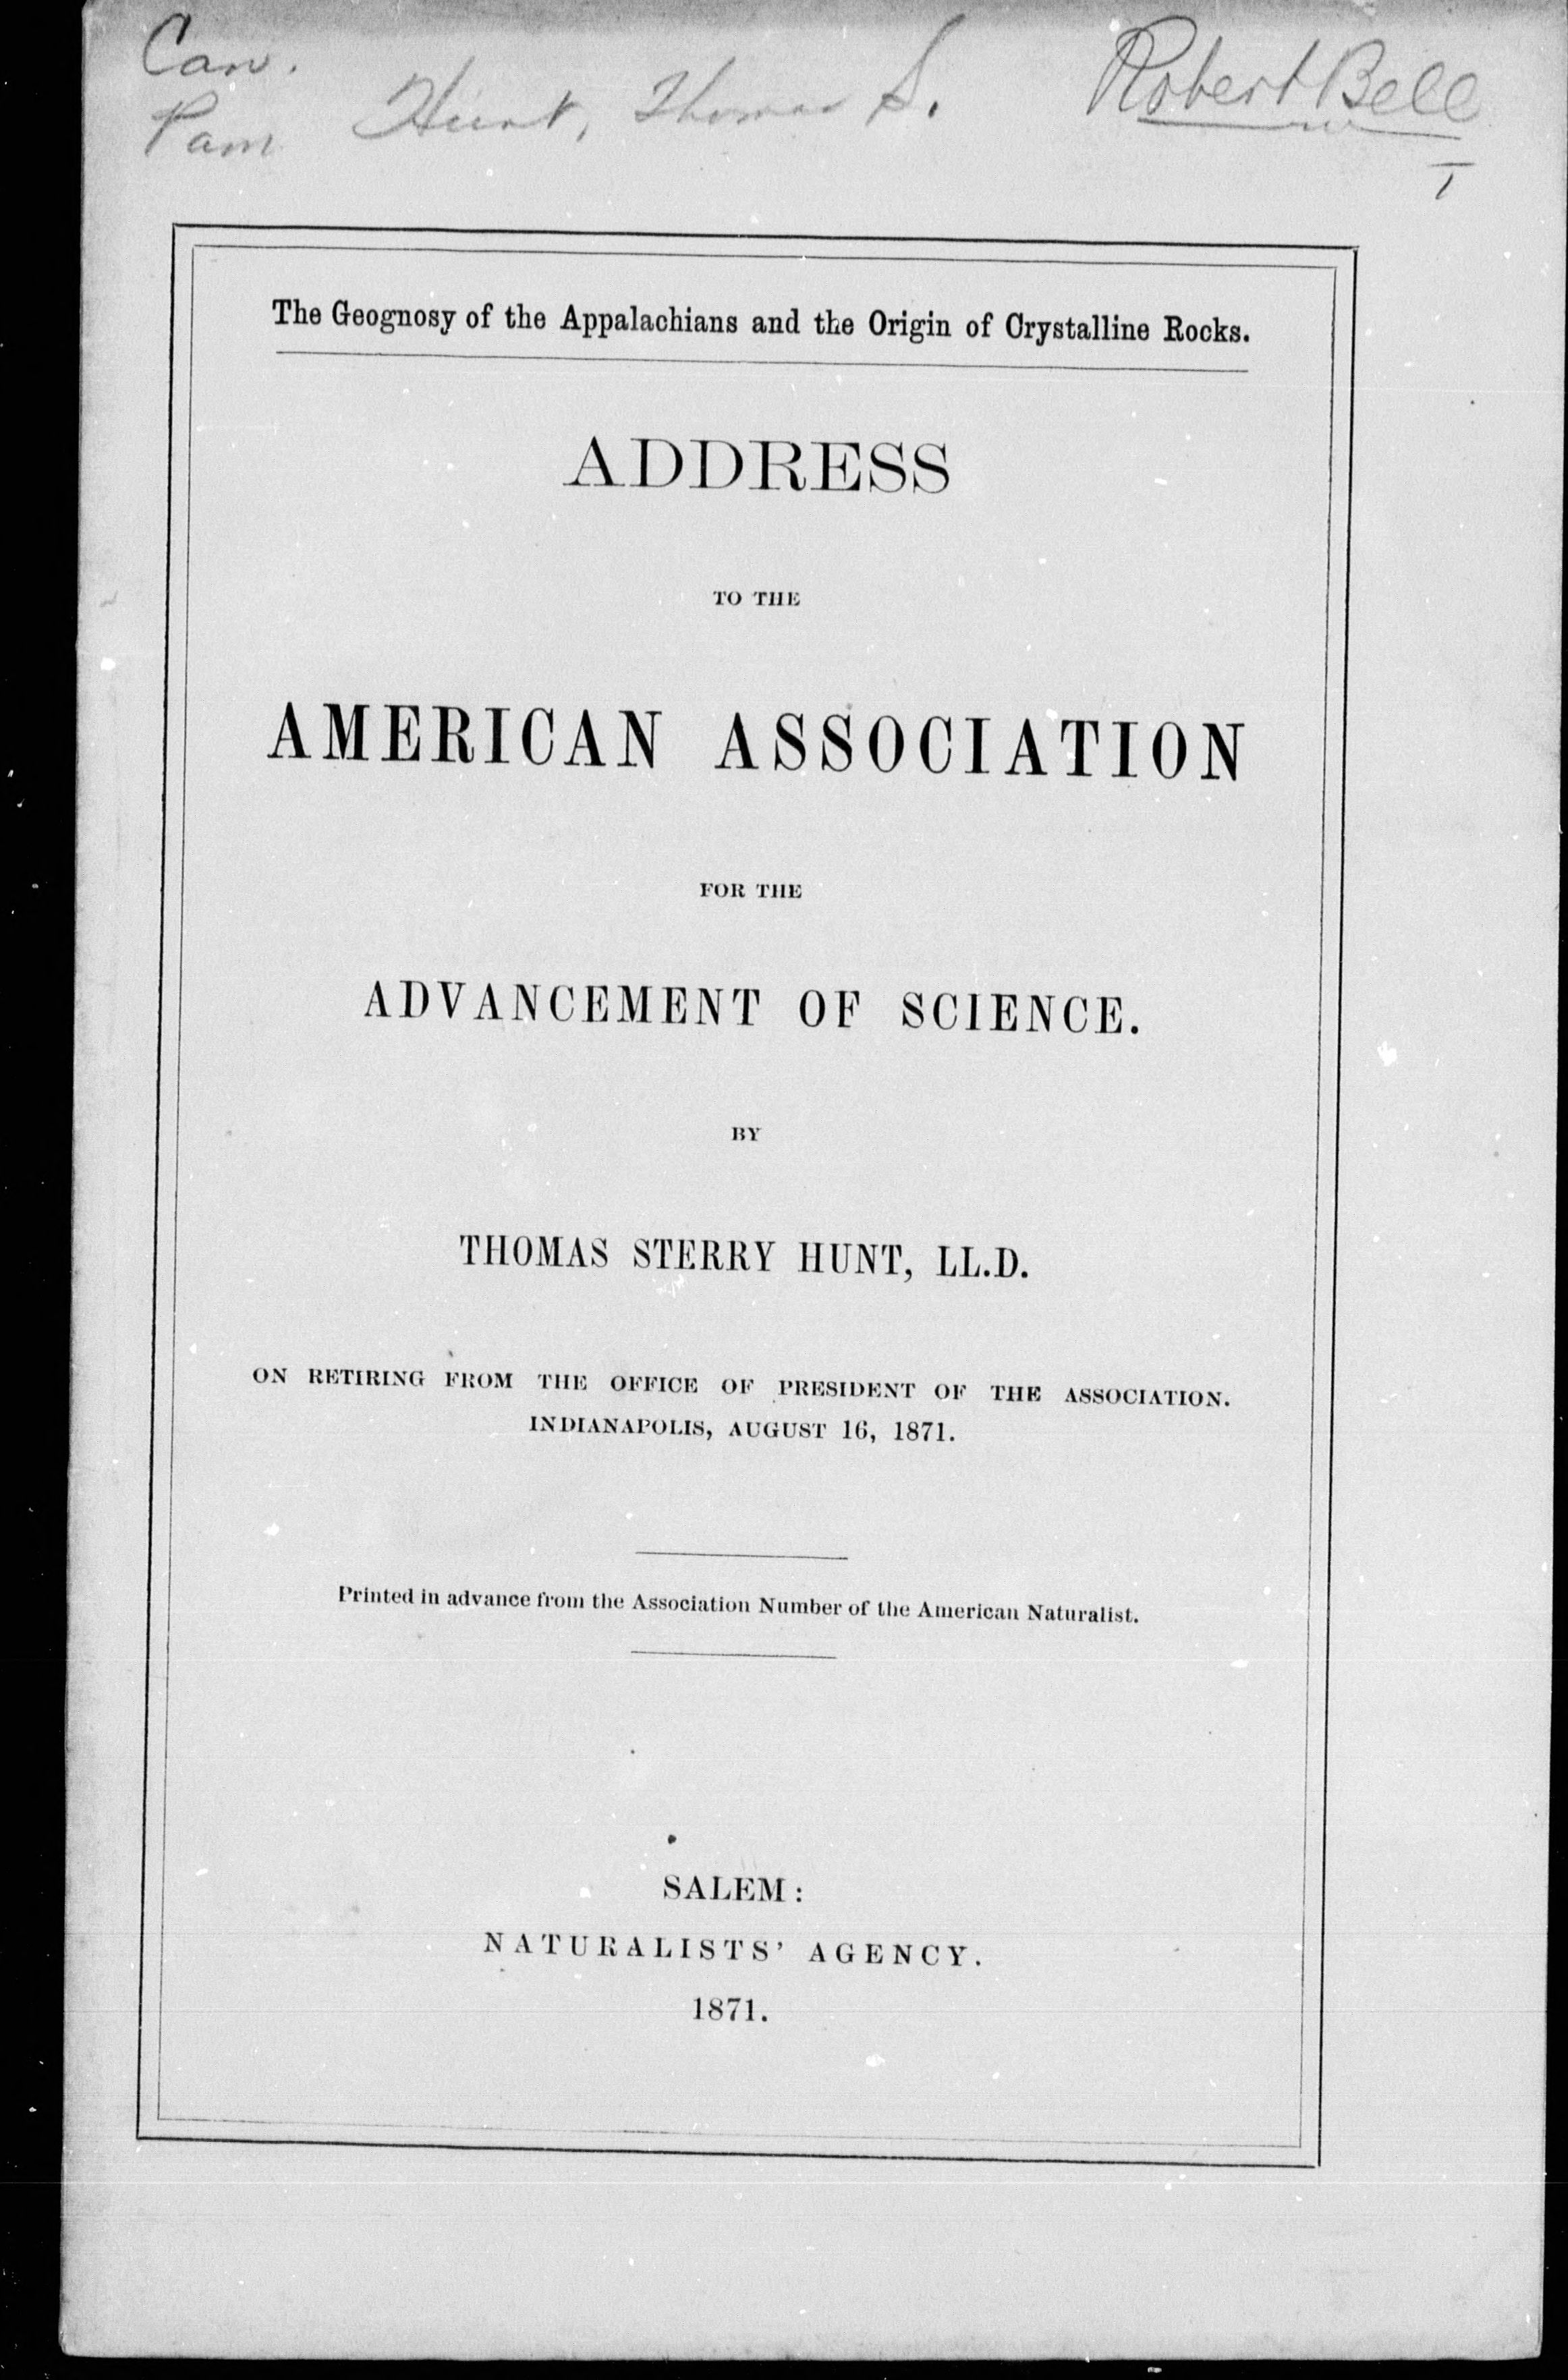 Can.
Pam Hunt, Thomas S. Robert Bell
The Geognosy of the Appalachians and the Origin of Crystalline Rocks.
ADDRESS
TO THE
AMERICAN ASSOCIATION
FOR THE
ADVANCEMENT OF SCIENCE.
BY
THOMAS STERRY HUNT, LL.D.
ON RETIRING FROM THE OFFICE OF PRESIDENT OF THE ASSOCIATION.
INDIANAPOLIS, AUGUST 16, 1871.
Printed in advance from the Association Number of the American Naturalist.
SALEM:
NATURALISTS' AGENCY.
1871.